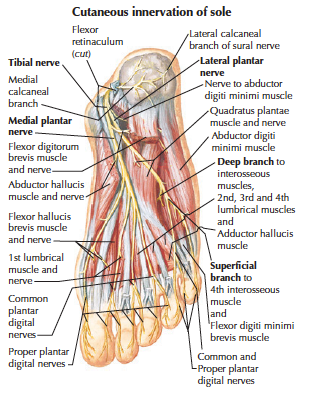 Cutaneous innervation of sole
Flexor
retinaculum
(cut)
Tibial nerve
Medial
calcaneal
branch
Medial plantar
nerve
Flexor digitorum
brevis muscle
and nerve
Abductor hallucis
muscle and nerve
Flexor hallucis
brevis muscle
and nerve
1st lumbrical
muscle and
nerve
Common
plantar
digital
nerves
Proper plantar
digital nerves
Lateral calcaneal
branch of sural nerve
Lateral plantar
nerve
Nerve to abductor
digiti minimi muscle
Quadratus plantae
muscle and nerve
Abductor digiti
minimi muscle
Deep branch to
interosseous
muscles,
2nd, 3rd and 4th
lumbrical muscles
and
Adductor hallucis
muscle
Superficial
branch to
4th interosseous
muscle
and
Flexor digiti minimi
brevis muscle
Common and
Proper plantar
digital nerves